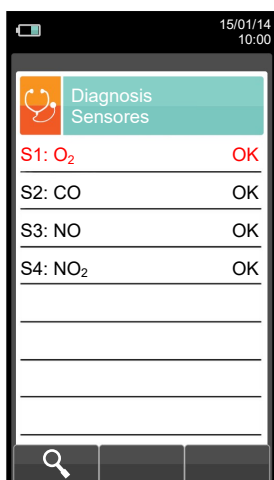 15/01/14
10:00
Diagnosis
Sensores
S1: O₂ OK
S2: CO OK
S3: NO OK
S4: NO₂ OK